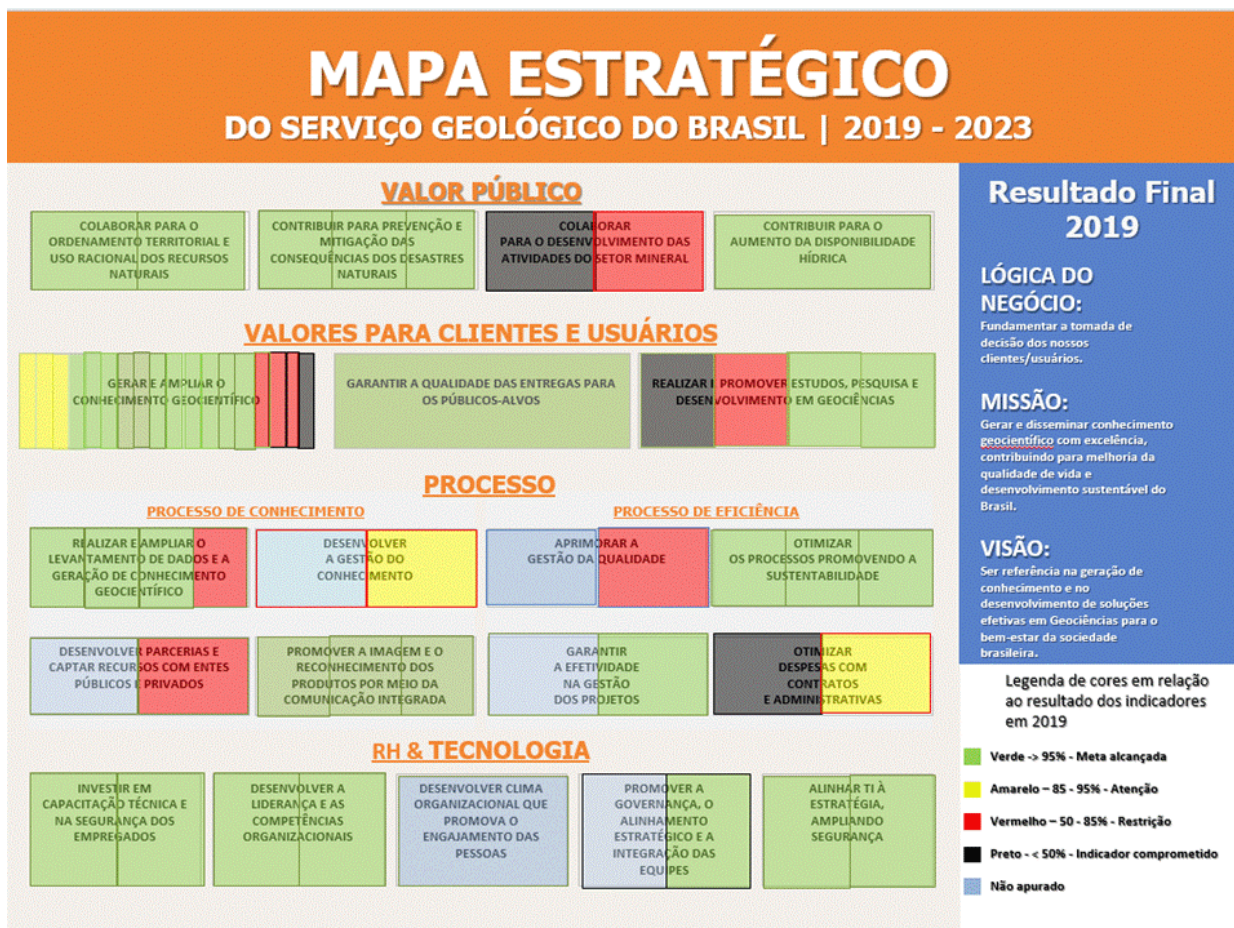 MAPA ESTRATÉGICO
DO SERVIÇO GEOLÓGICO DO BRASIL | 2019 - 2023
VALOR PÚBLICO
COLABORAR PARA O
ORDENAMENTO TERRITORIAL E
USO RACIONAL DOS RECURSOS
NATURAIS
CONTRIBUIR PARA PREVENÇÃO E
MITIGAÇÃO DAS
CONSEQUÊNCIAS DOS DESASTRES
NATURAIS
COLABORAR
PARA O DESENVOLVIMENTO DAS
ATIVIDADES DO SETOR MINERAL
CONTRIBUIR PARA O
AUMENTO DA DISPONIBILIDADE
HÍDRICA
VALORES PARA CLIENTES E USUÁRIOS
GERAR E AMPLIAR O
CONHECIMENTO GEOCIENTÍFICO
GARANTIR A QUALIDADE DAS ENTREGAS PARA
OS PÚBLICOS-ALVOS
REALIZAR E PROMOVER ESTUDOS, PESQUISA E
DESENVOLVIMENTO EM GEOCIÊNCIAS
PROCESSO
PROCESSO DE CONHECIMENTO
PROCESSO DE EFICIÊNCIA
REALIZAR E AMPLIAR O
LEVANTAMENTO DE DADOS E A
GERAÇÃO DE CONHECIMENTO
GEOCIENTÍFICO
DESENVOLVER
A GESTÃO DO
CONHECIMENTO
APRIMORAR A
GESTÃO DA QUALIDADE
OTIMIZAR
OS PROCESSOS PROMOVENDO A
SUSTENTABILIDADE
DESENVOLVER PARCERIAS E
CAPTAR RECURSOS COM ENTES
PÚBLICOS E PRIVADOS
PROMOVER A IMAGEM E O
RECONHECIMENTO DOS
PRODUTOS POR MEIO DA
COMUNICAÇÃO INTEGRADA
GARANTIR
A EFETIVIDADE
NA GESTÃO
DOS PROJETOS
OTIMIZAR
DESPESAS COM
CONTRATOS
E ADMINISTRATIVAS
RH & TECNOLOGIA
INVESTIR EM
CAPACITAÇÃO TÉCNICA E
NA SEGURANÇA DOS
EMPREGADOS
DESENVOLVER A
LIDERANÇA E AS
COMPETÊNCIAS
ORGANIZACIONAIS
DESENVOLVER CLIMA
ORGANIZACIONAL QUE
PROMOVA O
ENGAJAMENTO DAS
PESSOAS
PROMOVER A
GOVERNANÇA, O
ALINHAMENTO
ESTRATÉGICO E A
INTEGRAÇÃO DAS
EQUIPES
ALINHAR TI À
ESTRATÉGIA,
AMPLIANDO
SEGURANÇA
Resultado Final
2019
LÓGICA DO
NEGÓCIO:
Fundamentar a tomada de
decisão dos nossos
clientes/usuários.
MISSÃO:
Gerar e disseminar conhecimento
geocientífico com excelência,
contribuindo para melhoria da
qualidade de vida e
desenvolvimento sustentável do
Brasil.
VISÃO:
Ser referência na geração de
conhecimento e no
desenvolvimento de soluções
efetivas em Geociências para o
bem-estar da sociedade
brasileira.
Legenda de cores em relação
ao resultado dos indicadores
em 2019
Verde -> 95% - Meta alcançada
Amarelo – 85 - 95% - Atenção
Vermelho – 50 - 85% - Restrição
Preto - < 50% - Indicador comprometido
Não apurado